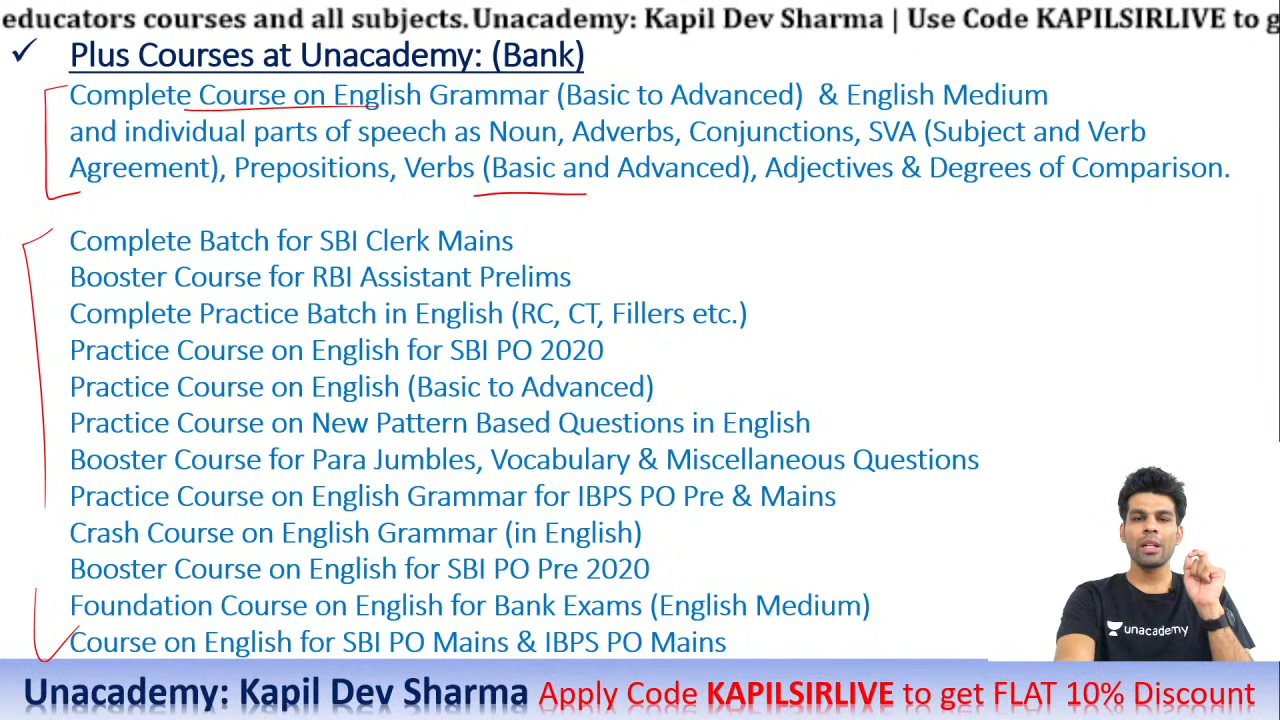 educators courses and all subjects. Unacademy: Kapil Dev Sharma | Use Code KAPILSIRLIVE to g
✓ Plus Courses at Unacademy: (Bank)
Complete Course on English Grammar (Basic to Advanced) & English Medium
and individual parts of speech as Noun, Adverbs, Conjunctions, SVA (Subject and Verb
Agreement), Prepositions, Verbs (Basic and Advanced), Adjectives & Degrees of Comparison.
Complete Batch for SBI Clerk Mains
Booster Course for RBI Assistant Prelims
Complete Practice Batch in English (RC, CT, Fillers etc.)
Practice Course on English for SBI PO 2020
Practice Course on English (Basic to Advanced)
Practice Course on New Pattern Based Questions in English
Booster Course for Para Jumbles, Vocabulary & Miscellaneous Questions
Practice Course on English Grammar for IBPS PO Pre & Mains
Crash Course on English Grammar (in English)
Booster Course on English for SBI PO Pre 2020
Foundation Course on English for Bank Exams (English Medium)
Course on English for SBI PO Mains & IBPS PO Mains
unacademy
Unacademy: Kapil Dev Sharma Apply Code KAPILSIRLIVE to get FLAT 10% Discount